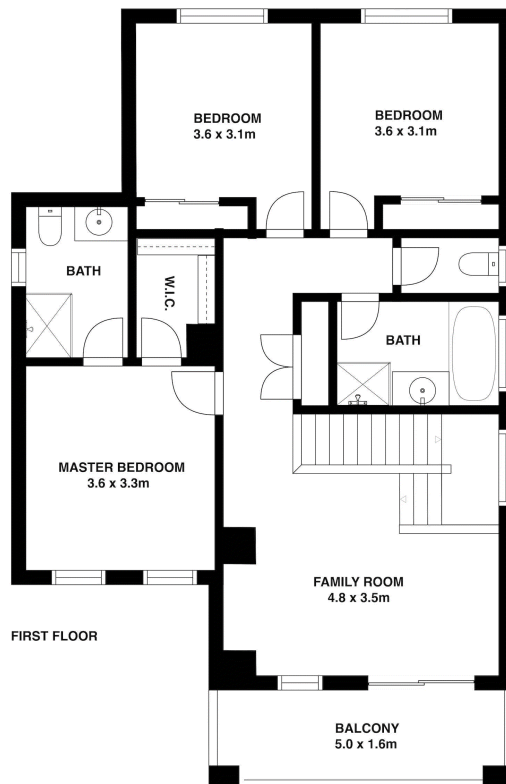 BEDROOM
3.6 x 3.1m
BEDROOM
3.6 x 3.1m
BATH
W.I.C.
BATH
MASTER BEDROOM
3.6 x 3.3m
FAMILY ROOM
4.8 x 3.5m
FIRST FLOOR
BALCONY
5.0 x 1.6m